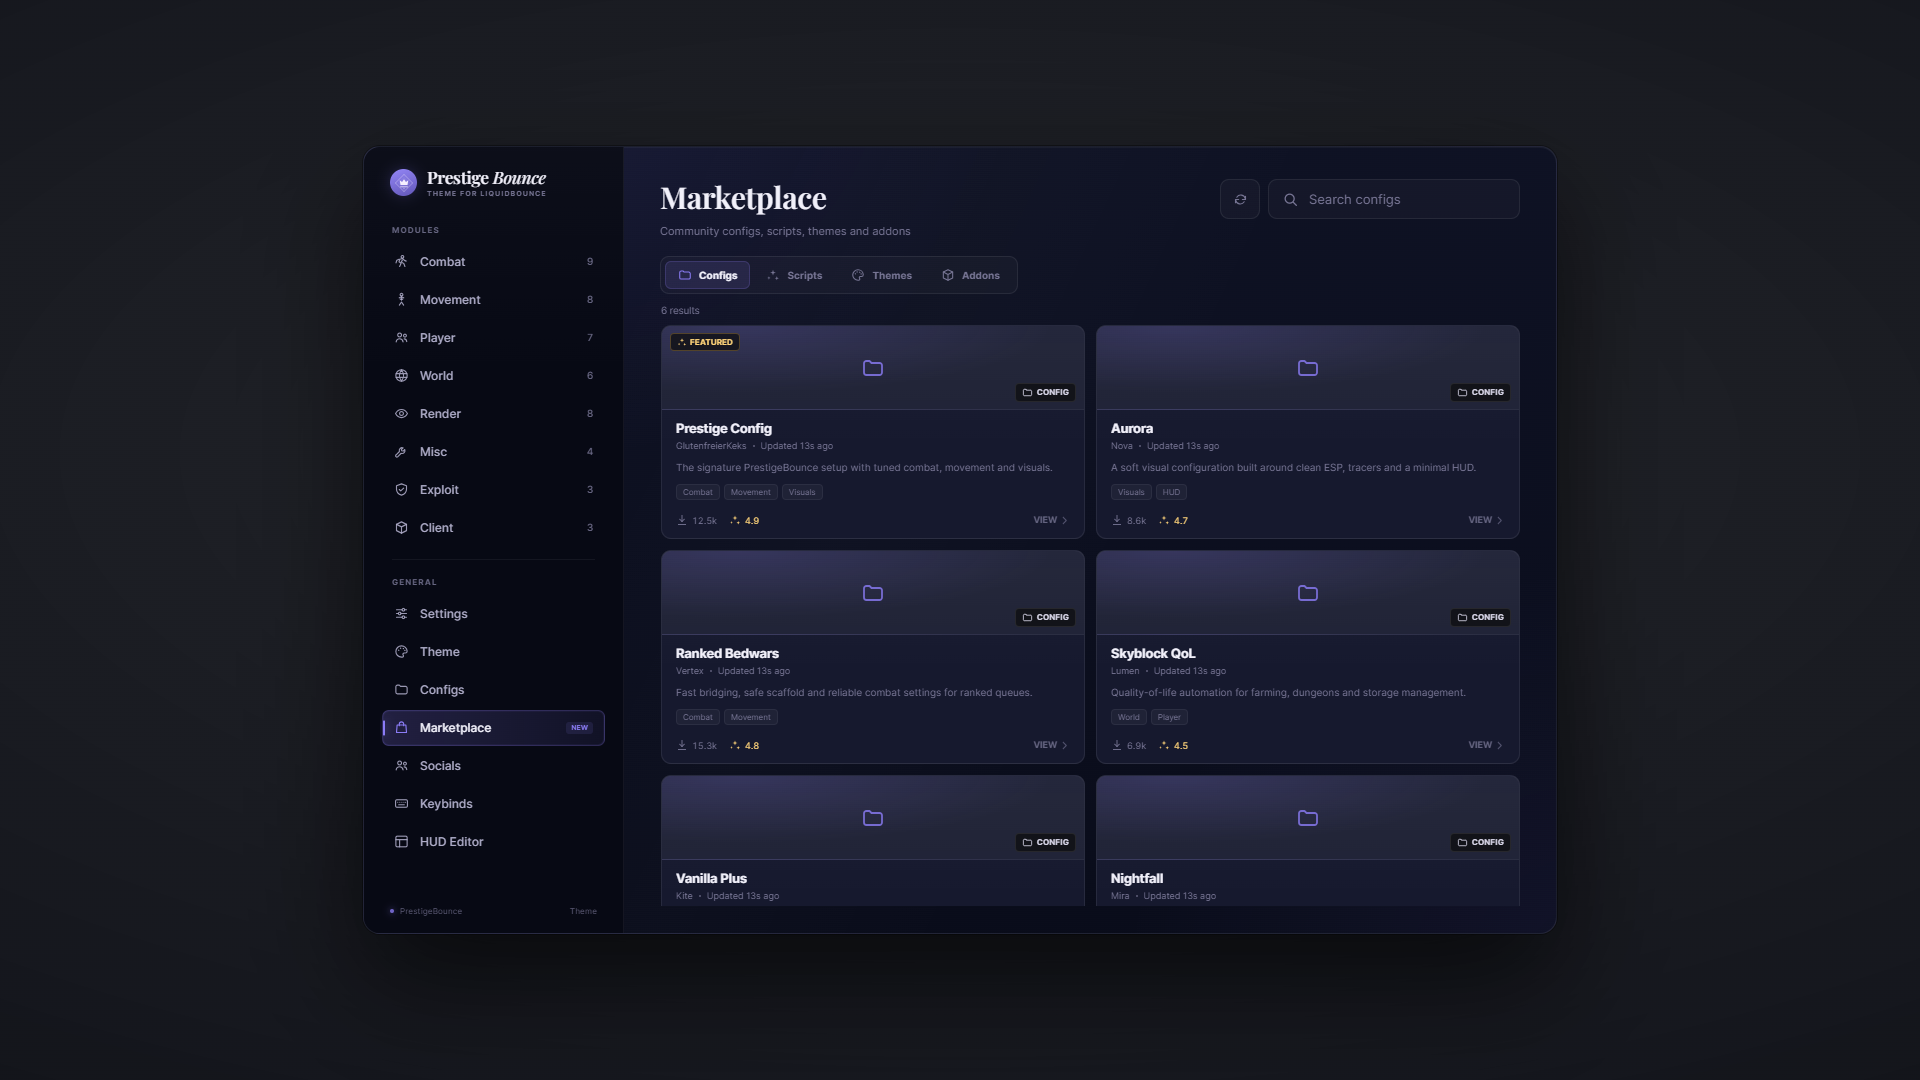 Prestige Bounce
THEME FOR LIQUIDBOUNCE
MODULES
Combat 9
Movement 8
Player 7
World 6
Render 8
Misc 4
Exploit 3
Client 3
GENERAL
Settings
Theme
Configs
Marketplace NEW
Socials
Keybinds
HUD Editor
PrestigeBounce Theme
Marketplace
Community configs, scripts, themes and addons
Search configs
Configs Scripts Themes Addons
6 results
FEATURED
CONFIG
Prestige Config
GlutenfreierKeks • Updated 13s ago
The signature PrestigeBounce setup with tuned combat, movement and visuals.
Combat Movement Visuals
12.5k 4.9 VIEW
CONFIG
Aurora
Nova • Updated 13s ago
A soft visual configuration built around clean ESP, tracers and a minimal HUD.
Visuals HUD
8.6k 4.7 VIEW
CONFIG
Ranked Bedwars
Vertex • Updated 13s ago
Fast bridging, safe scaffold and reliable combat settings for ranked queues.
Combat Movement
15.3k 4.8 VIEW
CONFIG
Skyblock QoL
Lumen • Updated 13s ago
Quality-of-life automation for farming, dungeons and storage management.
World Player
6.9k 4.5 VIEW
CONFIG
Vanilla Plus
Kite • Updated 13s ago
CONFIG
Nightfall
Mira • Updated 13s ago